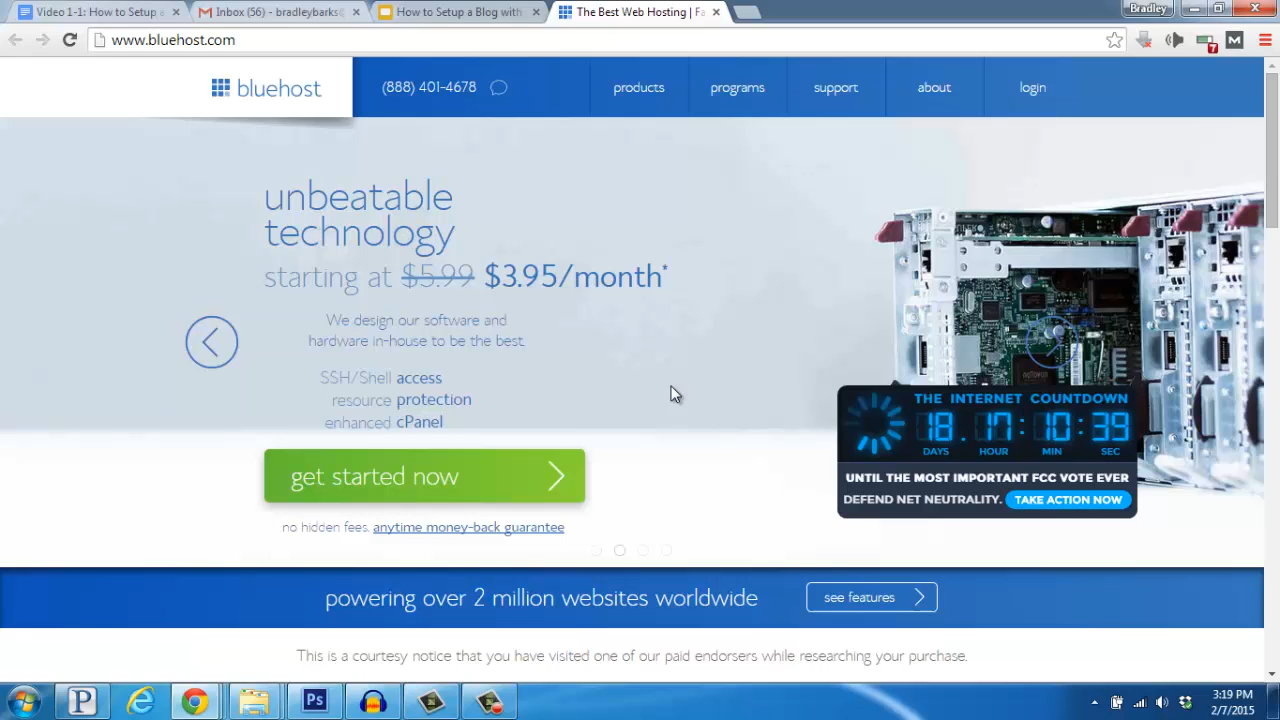 Video 1-1: How to Setup a
Inbox (56) - bradleybarks@
How to Setup a Blog with
The Best Web Hosting | Fa
Bradley
www.bluehost.com
7
M
bluehost
(888) 401-4678
products
programs
support
about
login
unbeatable
technology
starting at $5.99 $3.95/month*
We design our software and
hardware in-house to be the best.
SSH/Shell access
resource protection
enhanced cPanel
get started now
no hidden fees. anytime money-back guarantee
THE INTERNET COUNTDOWN
18. 17: 10: 39
DAYS HOUR MIN SEC
UNTIL THE MOST IMPORTANT FCC VOTE EVER
DEFEND NET NEUTRALITY. TAKE ACTION NOW
powering over 2 million websites worldwide
see features
This is a courtesy notice that you have visited one of our paid endorsers while researching your purchase.
P
Ps
3:19 PM
2/7/2015